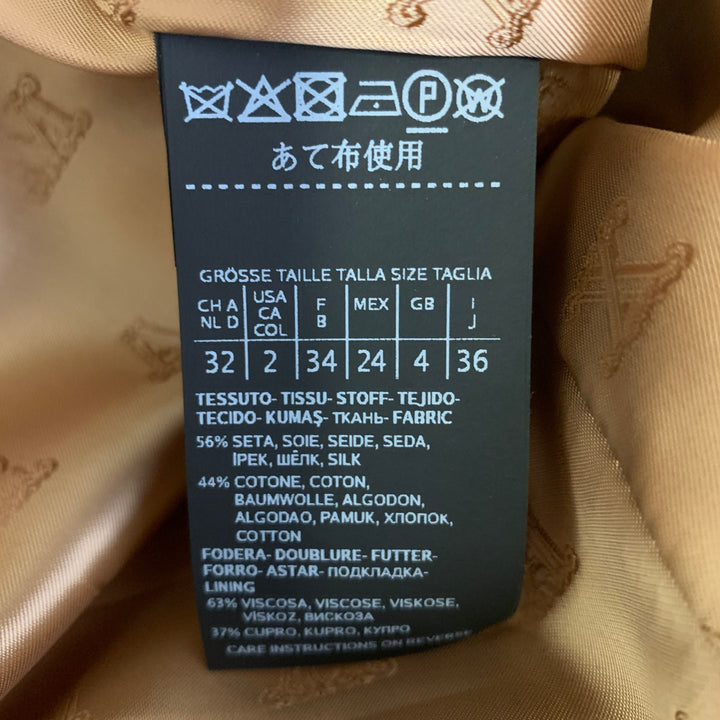 P W
あて布使用
GRÖSSE TAILLE TALLA SIZE TAGLIA
CH A NL D USA CA COL F B MEX GB I J
32 2 34 24 4 36
TESSUTO- TISSU- STOFF- TEJIDO-
TECIDO- KUMAŞ- ТКАНЬ- FABRIC
56% SETA, SOIE, SEIDE, SEDA,
İPEK, ШЁЛК, SILK
44% COTONE, COTON,
BAUMWOLLE, ALGODON,
ALGODAO, PAMUK, ХЛОПОК,
COTTON
FODERA- DOUBLURE- FUTTER-
FORRO- ASTAR- ПОДКЛАДКА-
LINING
63% VISCOSA, VISCOSE, VISKOSE,
VİSKOZ, ВИСКОЗА
37% CUPRO, KUPRO, КУПРО
CARE INSTRUCTIONS ON REVERSE